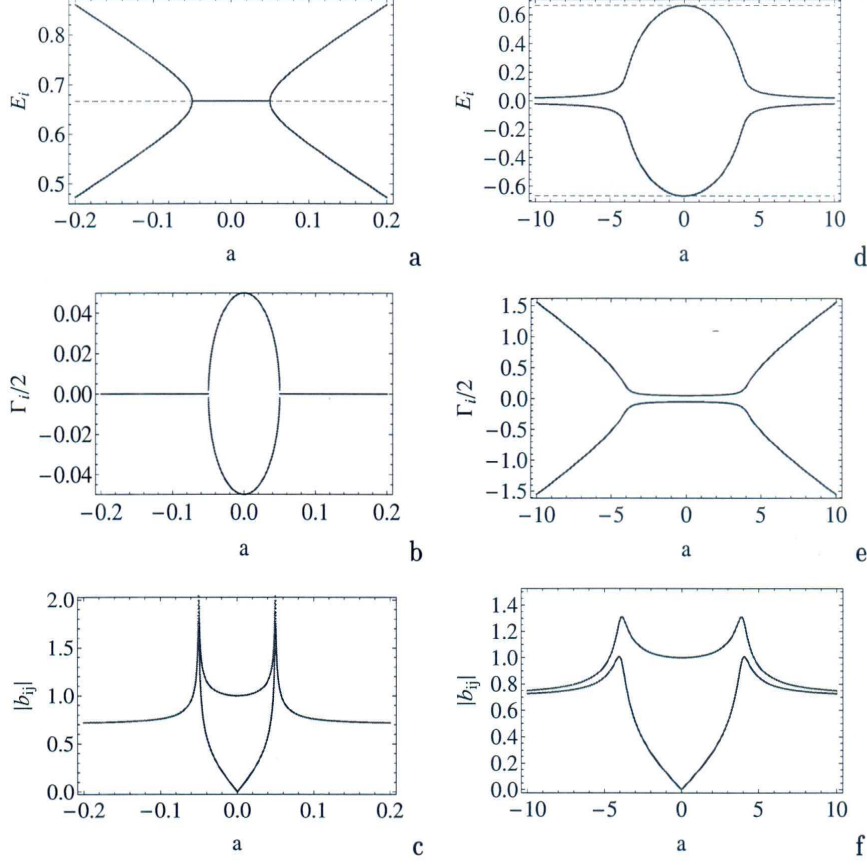 0.8
0.7
0.6
0.5
E_i
−0.2 −0.1 0.0 0.1 0.2
a
a
0.6
0.4
0.2
0.0
−0.2
−0.4
−0.6
E_i
−10 −5 0 5 10
a
d
0.04
0.02
0.00
−0.02
−0.04
Γ_i/2
−0.2 −0.1 0.0 0.1 0.2
a
b
1.5
1.0
0.5
0.0
−0.5
−1.0
−1.5
Γ_i/2
−10 −5 0 5 10
a
e
2.0
1.5
1.0
0.5
0.0
|b_ij|
−0.2 −0.1 0.0 0.1 0.2
a
c
1.4
1.2
1.0
0.8
0.6
0.4
0.2
0.0
|b_ij|
−10 −5 0 5 10
a
f